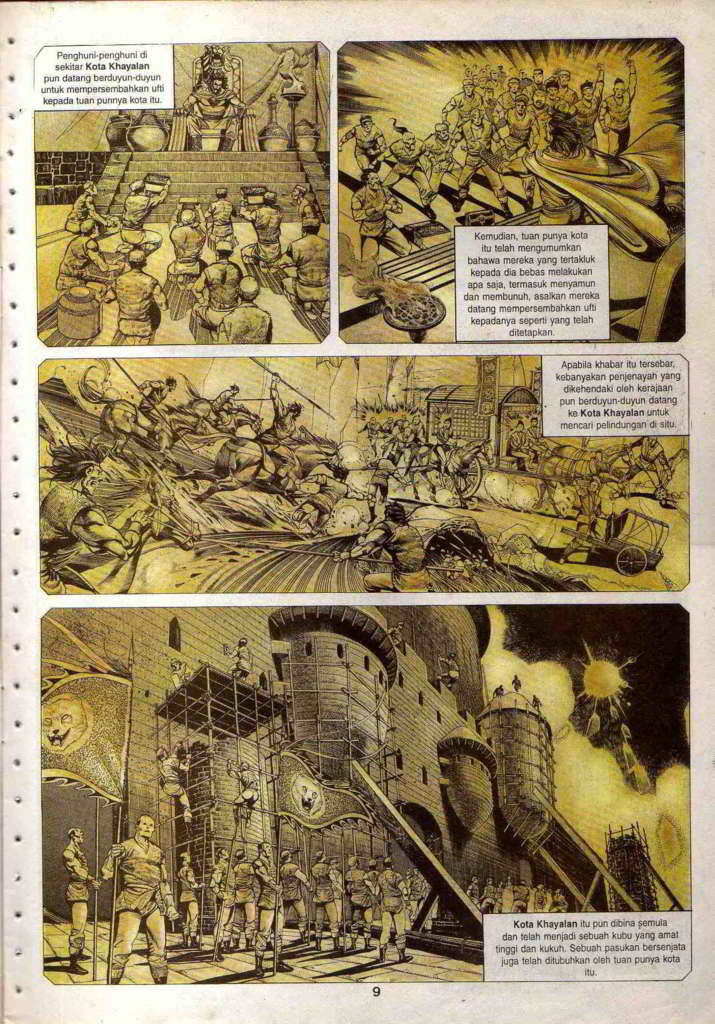 Penghuni-penghuni di
sekitar Kota Khayalan
pun datang berduyun-duyun
untuk mempersembahkan ufti
kepada tuan punya kota itu.
Kemudian, tuan punya kota
itu telah mengumumkan
bahawa mereka yang tertakluk
kepada dia bebas melakukan
apa saja, termasuk menyamun
dan membunuh, asalkan mereka
datang mempersembahkan ufti
kepadanya seperti yang telah
ditetapkan.
Apabila khabar itu tersebar,
kebanyakan penjenayah yang
dikehendaki oleh kerajaan
pun berduyun-duyun datang
ke Kota Khayalan untuk
mencari pelindungan di situ.
Kota Khayalan itu pun dibina semula
dan telah menjadi sebuah kubu yang amat
tinggi dan kukuh. Sebuah pasukan bersenjata
juga telah ditubuhkan oleh tuan punya kota
itu.
9